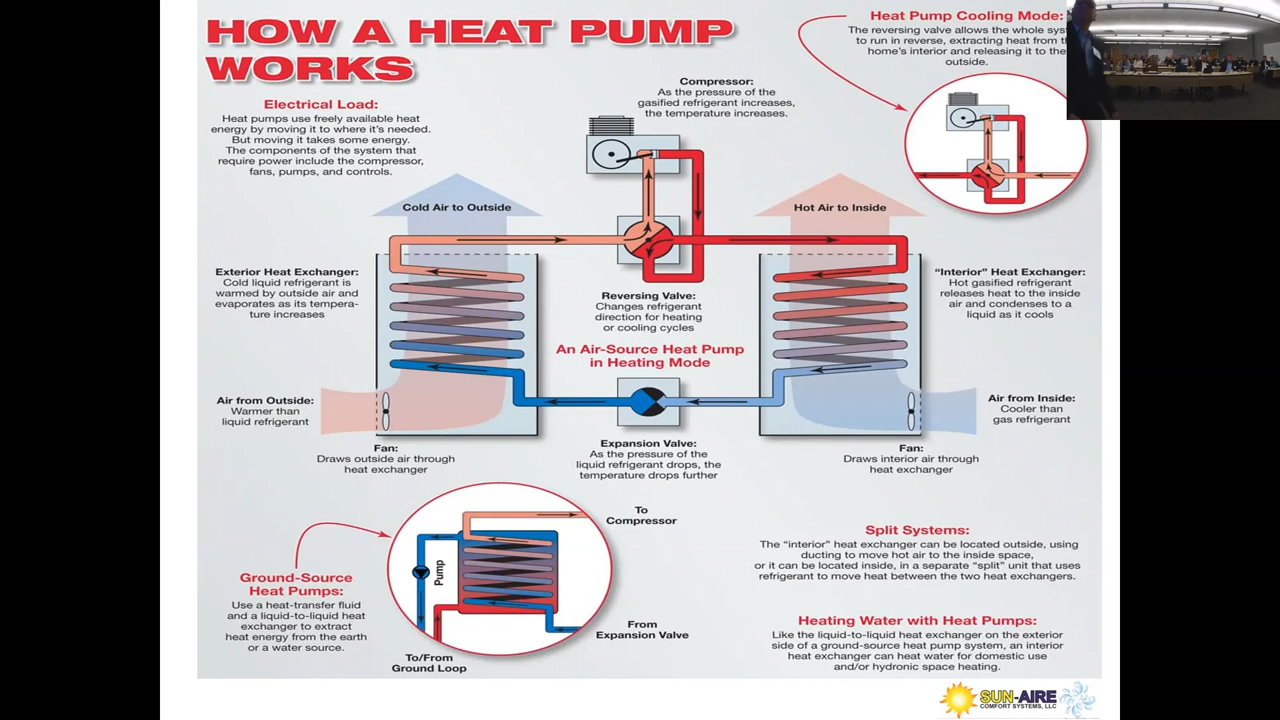 HOW A HEAT PUMP
WORKS
Electrical Load:
Heat pumps use freely available heat
energy by moving it to where it's needed.
But moving it takes some energy.
The components of the system that
require power include the compressor,
fans, pumps, and controls.
Compressor:
As the pressure of the
gasified refrigerant increases,
the temperature increases.
Heat Pump Cooling Mode:
The reversing valve allows the whole sys
to run in reverse, extracting heat from
home's interior and releasing it to the
outside.
Cold Air to Outside
Hot Air to Inside
Exterior Heat Exchanger:
Cold liquid refrigerant is
warmed by outside air and
evaporates as its tempera-
ture increases
Reversing Valve:
Changes refrigerant
direction for heating
or cooling cycles
"Interior" Heat Exchanger:
Hot gasified refrigerant
releases heat to the inside
air and condenses to a
liquid as it cools
An Air-Source Heat Pump
in Heating Mode
Air from Outside:
Warmer than
liquid refrigerant
Air from Inside:
Cooler than
gas refrigerant
Fan:
Draws outside air through
heat exchanger
Expansion Valve:
As the pressure of the
liquid refrigerant drops, the
temperature drops further
Fan:
Draws interior air through
heat exchanger
To
Compressor
Pump
Ground-Source
Heat Pumps:
Use a heat-transfer fluid
and a liquid-to-liquid heat
exchanger to extract
heat energy from the earth
or a water source.
From
Expansion Valve
To/From
Ground Loop
Split Systems:
The "interior" heat exchanger can be located outside, using
ducting to move hot air to the inside space,
or it can be located inside, in a separate "split" unit that uses
refrigerant to move heat between the two heat exchangers.
Heating Water with Heat Pumps:
Like the liquid-to-liquid heat exchanger on the exterior
side of a ground-source heat pump system, an interior
heat exchanger can heat water for domestic use
and/or hydronic space heating.
SUN-AIRE
COMFORT SYSTEMS, LLC